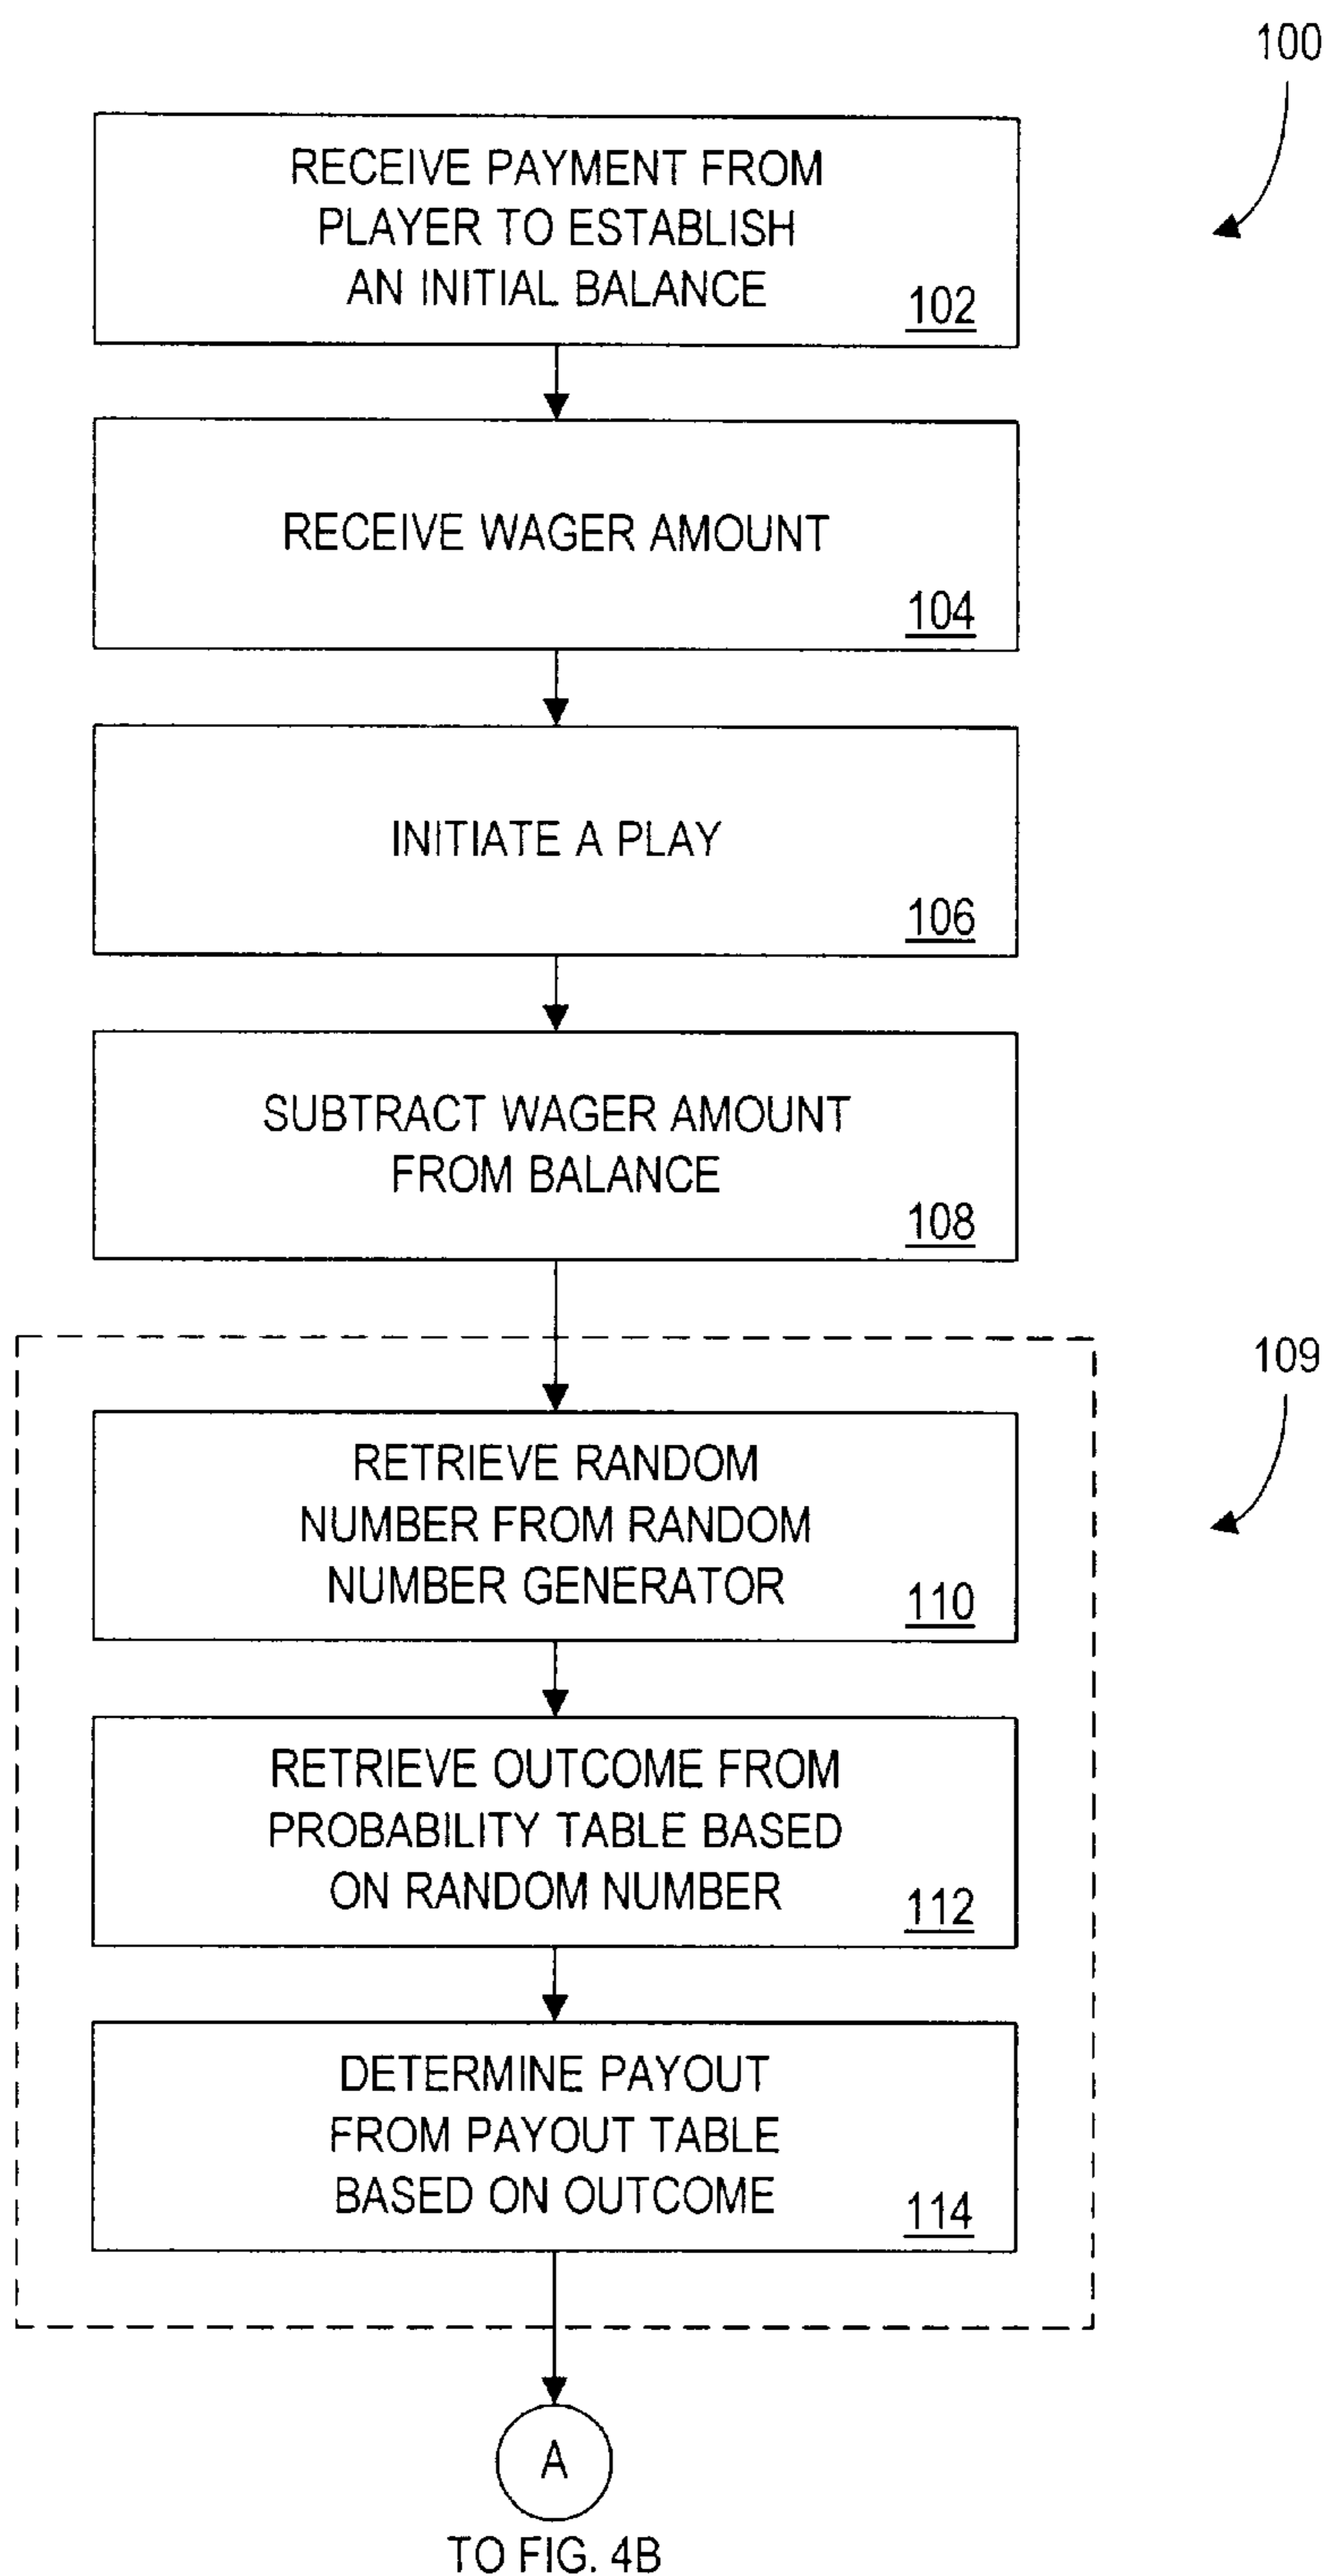 100
RECEIVE PAYMENT FROM
PLAYER TO ESTABLISH
AN INITIAL BALANCE
102
RECEIVE WAGER AMOUNT
104
INITIATE A PLAY
106
SUBTRACT WAGER AMOUNT
FROM BALANCE
108
109
RETRIEVE RANDOM
NUMBER FROM RANDOM
NUMBER GENERATOR
110
RETRIEVE OUTCOME FROM
PROBABILITY TABLE BASED
ON RANDOM NUMBER
112
DETERMINE PAYOUT
FROM PAYOUT TABLE
BASED ON OUTCOME
114
A
TO FIG. 4B